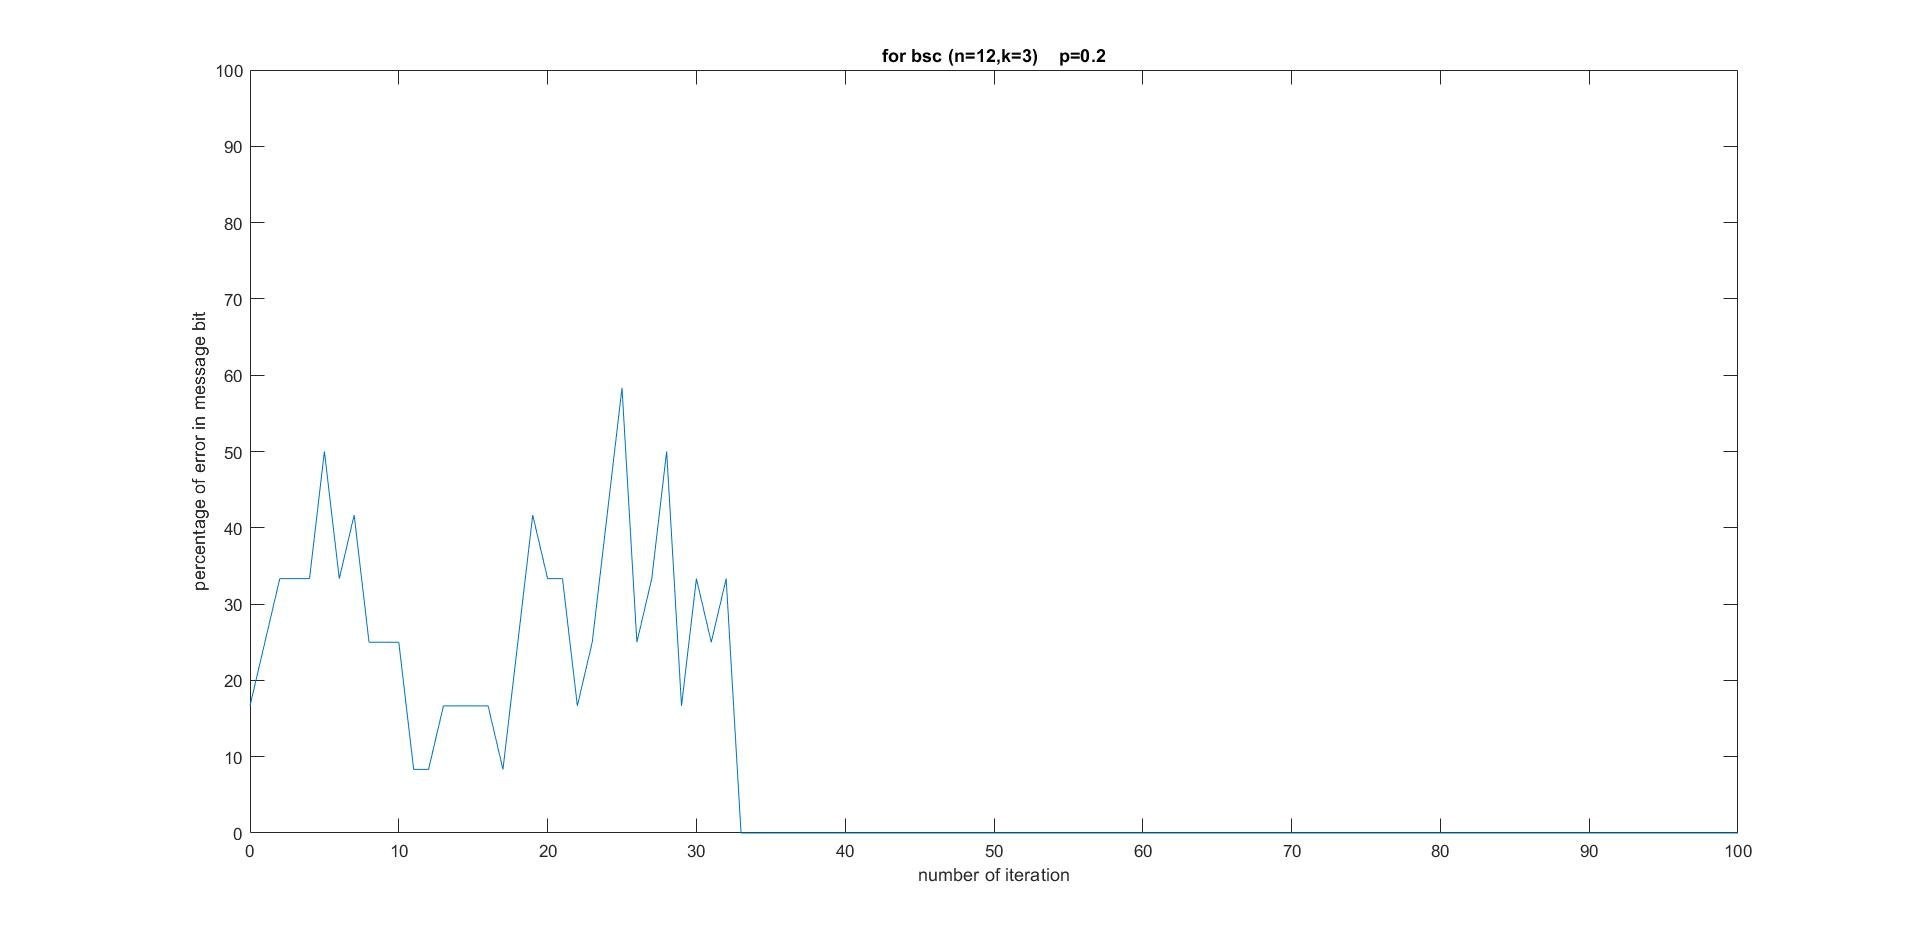 for bsc (n=12,k=3) p=0.2
100
90
80
70
60
50
40
30
20
10
0
percentage of error in message bit
0 10 20 30 40 50 60 70 80 90 100
number of iteration